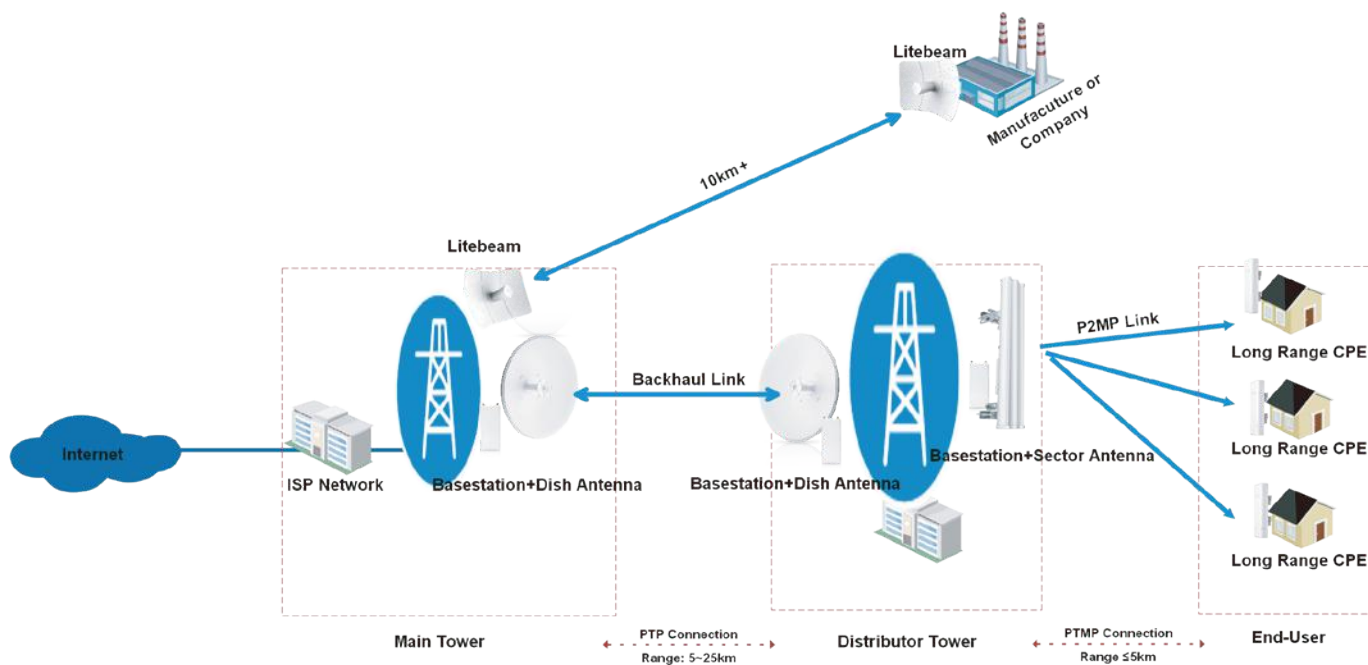 Litebeam
Manufacuture or
Company
10km+
Litebeam
P2MP Link
Long Range CPE
Backhaul Link
Internet
ISP Network
Basestation+Dish Antenna
Basestation+Dish Antenna
Basestation+Sector Antenna
Long Range CPE
Long Range CPE
Main Tower
PTP Connection
Range: 5~25km
Distributor Tower
PTMP Connection
Range ≤5km
End-User